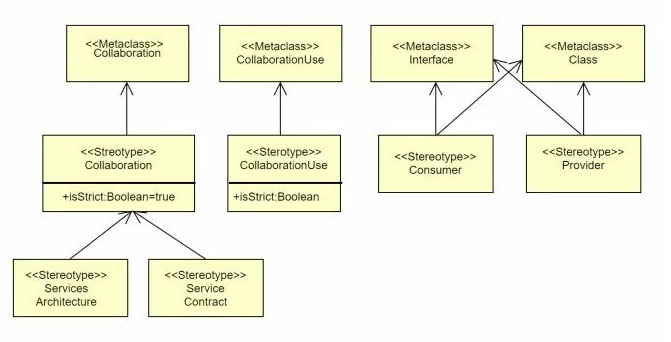 <<Metaclass>>
Collaboration
<<Metaclass>>
CollaborationUse
<<Metaclass>>
Interface
<<Metaclass>>
Class
<<Streotype>>
Collaboration
+isStrict:Boolean=true
<<Sterotype>>
CollaborationUse
+isStrict:Boolean
<<Stereotype>>
Consumer
<<Stereotype>>
Provider
<<Stereotype>>
Services
Architecture
<<Stereotype>>
Service
Contract